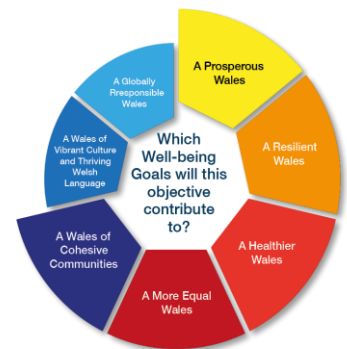 A Prosperous
Wales
A Resilient
Wales
A Healthier
Wales
A More Equal
Wales
A Wales of
Cohesive
Communities
A Wales of
Vibrant Culture
and Thriving
Welsh
Language
A Globally
Rresponsible
Wales
Which
Well-being
Goals will this
objective
contribute
to?